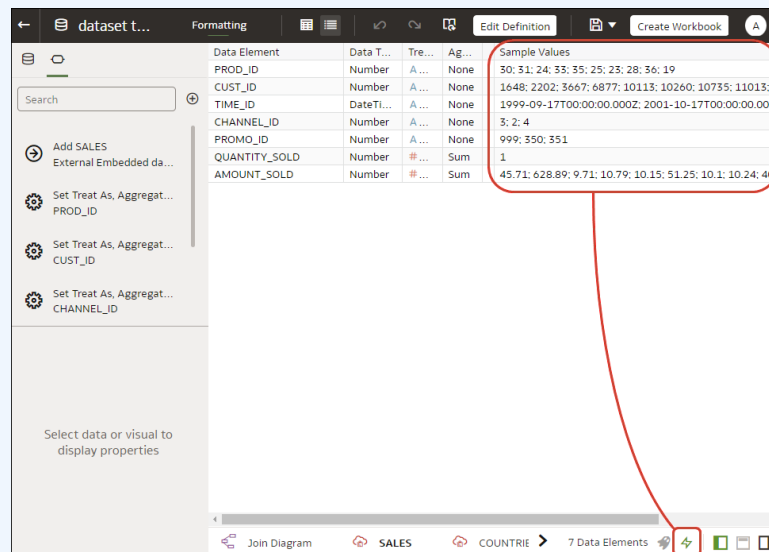 dataset t...
Formatting
Edit Definition
Create Workbook
A
Search
Add SALES
External Embedded da...
Set Treat As, Aggregat...
PROD_ID
Set Treat As, Aggregat...
CUST_ID
Set Treat As, Aggregat...
CHANNEL_ID
Select data or visual to
display properties
Data Element Data T... Tre... Ag... Sample Values
PROD_ID Number A ... None 30; 31; 24; 33; 35; 25; 23; 28; 36; 19
CUST_ID Number A ... None 1648; 2202; 3667; 6877; 10113; 10260; 10735; 11013;
TIME_ID DateTi... A ... None 1999-09-17T00:00:00.000Z; 2001-10-17T00:00:00.00
CHANNEL_ID Number A ... None 3; 2; 4
PROMO_ID Number A ... None 999; 350; 351
QUANTITY_SOLD Number # ... Sum 1
AMOUNT_SOLD Number # ... Sum 45.71; 628.89; 9.71; 10.79; 10.15; 51.25; 10.1; 10.24; 4
Join Diagram SALES COUNTRIE 7 Data Elements